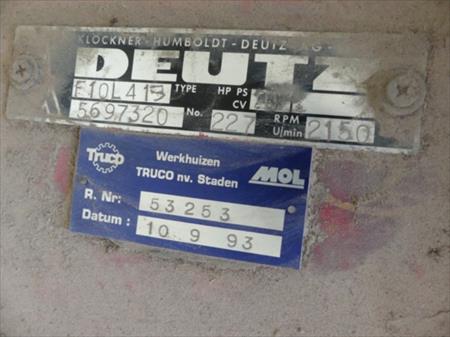 KLÖCKNER-HUMBOLDT-DEUTZ-AG-
DEUTZ
TYPE HP PS
CV
5697320 No. 227 RPM U/min 2150
Truco Werkhuizen MOL
TRUCO nv. Staden
R. Nr: 53253
Datum: 10 9 93